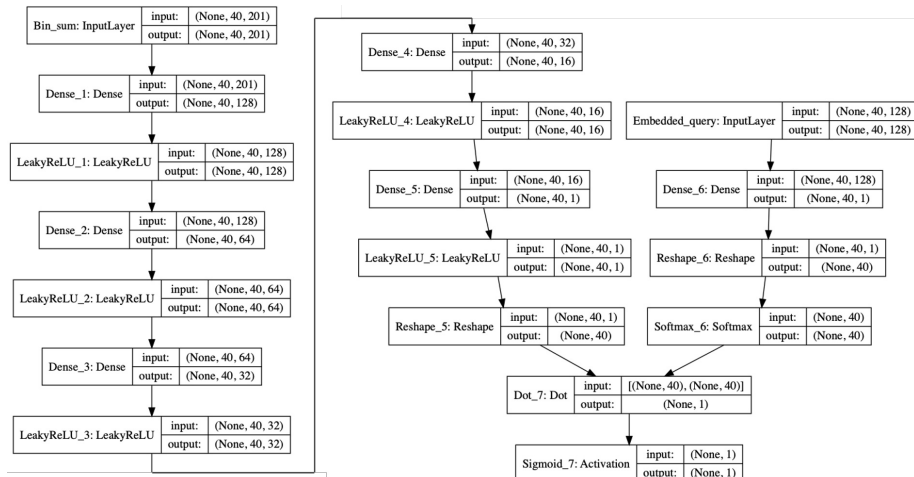 Bin_sum: InputLayer
input: (None, 40, 201)
output: (None, 40, 201)
Dense_1: Dense
input: (None, 40, 201)
output: (None, 40, 128)
LeakyReLU_1: LeakyReLU
input: (None, 40, 128)
output: (None, 40, 128)
Dense_2: Dense
input: (None, 40, 128)
output: (None, 40, 64)
LeakyReLU_2: LeakyReLU
input: (None, 40, 64)
output: (None, 40, 64)
Dense_3: Dense
input: (None, 40, 64)
output: (None, 40, 32)
LeakyReLU_3: LeakyReLU
input: (None, 40, 32)
output: (None, 40, 32)
Dense_4: Dense
input: (None, 40, 32)
output: (None, 40, 16)
LeakyReLU_4: LeakyReLU
input: (None, 40, 16)
output: (None, 40, 16)
Dense_5: Dense
input: (None, 40, 16)
output: (None, 40, 1)
LeakyReLU_5: LeakyReLU
input: (None, 40, 1)
output: (None, 40, 1)
Reshape_5: Reshape
input: (None, 40, 1)
output: (None, 40)
Embedded_query: InputLayer
input: (None, 40, 128)
output: (None, 40, 128)
Dense_6: Dense
input: (None, 40, 128)
output: (None, 40, 1)
Reshape_6: Reshape
input: (None, 40, 1)
output: (None, 40)
Softmax_6: Softmax
input: (None, 40)
output: (None, 40)
Dot_7: Dot
input: [(None, 40), (None, 40)]
output: (None, 1)
Sigmoid_7: Activation
input: (None, 1)
output: (None, 1)